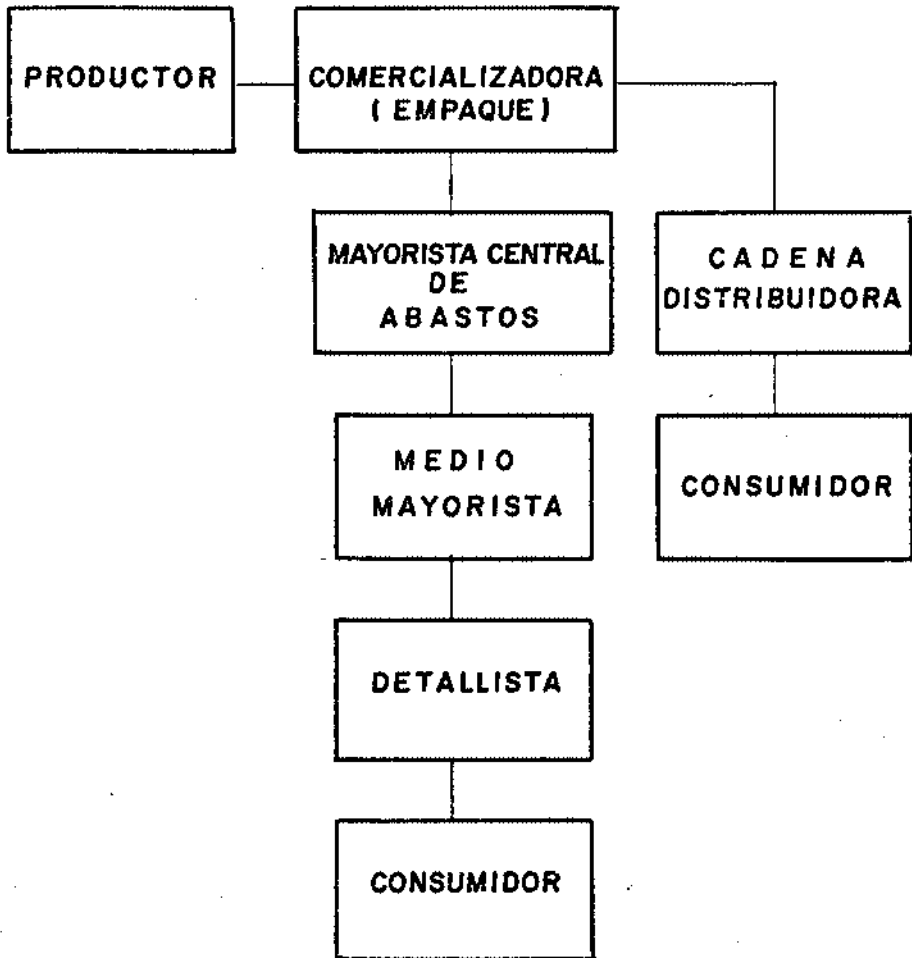 PRODUCTOR
COMERCIALIZADORA
( EMPAQUE )
MAYORISTA CENTRAL
DE
ABASTOS
CADENA
DISTRIBUIDORA
MEDIO
MAYORISTA
CONSUMIDOR
DETALLISTA
CONSUMIDOR